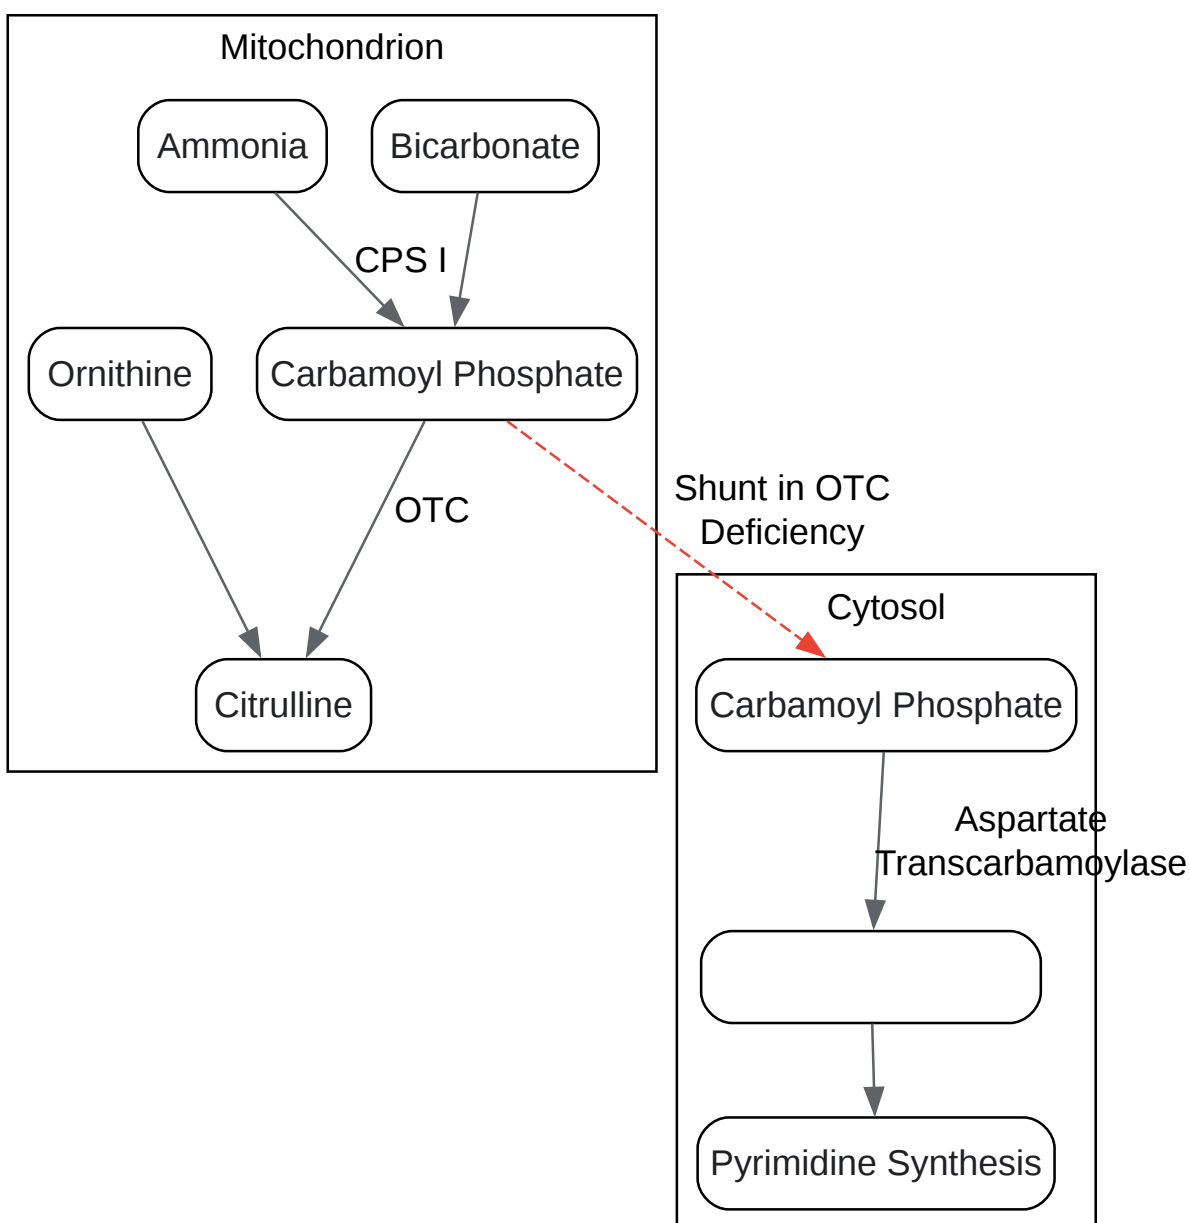 Mitochondrion
Ammonia
Bicarbonate
CPS I
Ornithine
Carbamoyl Phosphate
OTC
Shunt in OTC
Deficiency
Citrulline
Cytosol
Carbamoyl Phosphate
Aspartate
Transcarbamoylase
Pyrimidine Synthesis